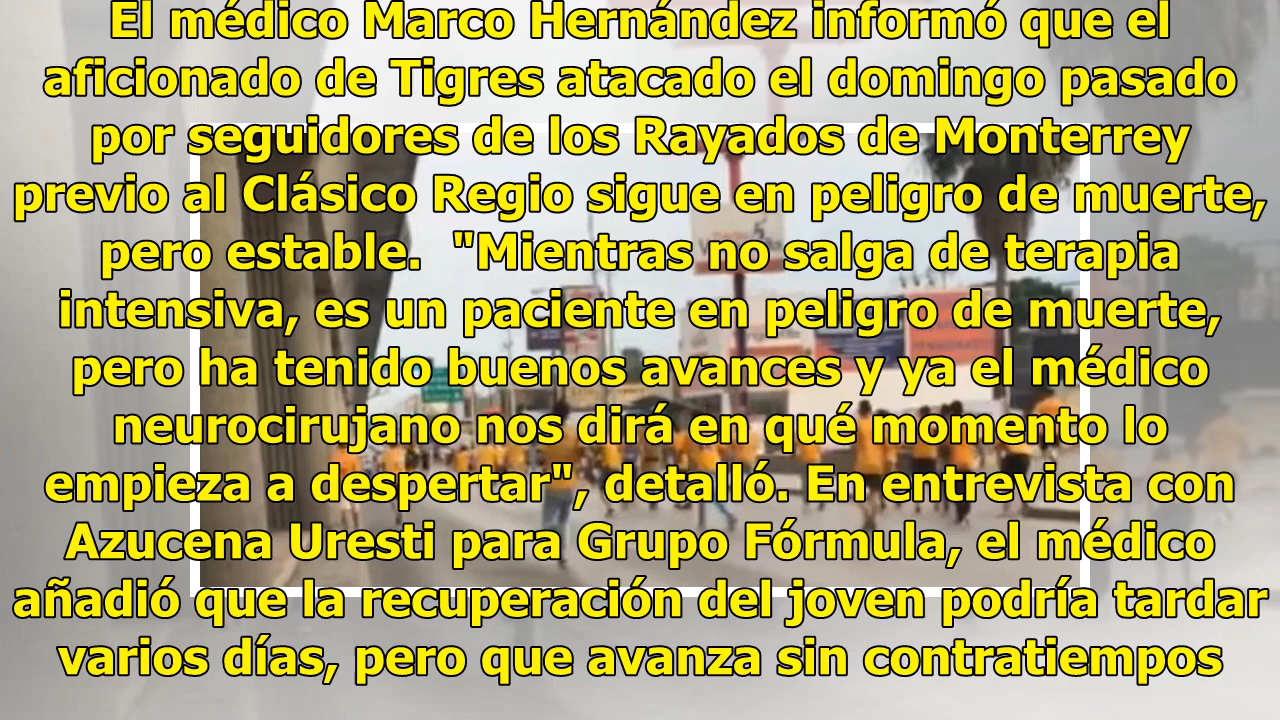 El médico Marco Hernández informó que el
aficionado de Tigres atacado el domingo pasado
por seguidores de los Rayados de Monterrey
previo al Clásico Regio sigue en peligro de muerte,
pero estable.  "Mientras no salga de terapia
intensiva, es un paciente en peligro de muerte,
pero ha tenido buenos avances y ya el médico
neurocirujano nos dirá en qué momento lo
empieza a despertar", detalló. En entrevista con
Azucena Uresti para Grupo Fórmula, el médico
añadió que la recuperación del joven podría tardar
varios días, pero que avanza sin contratiempos